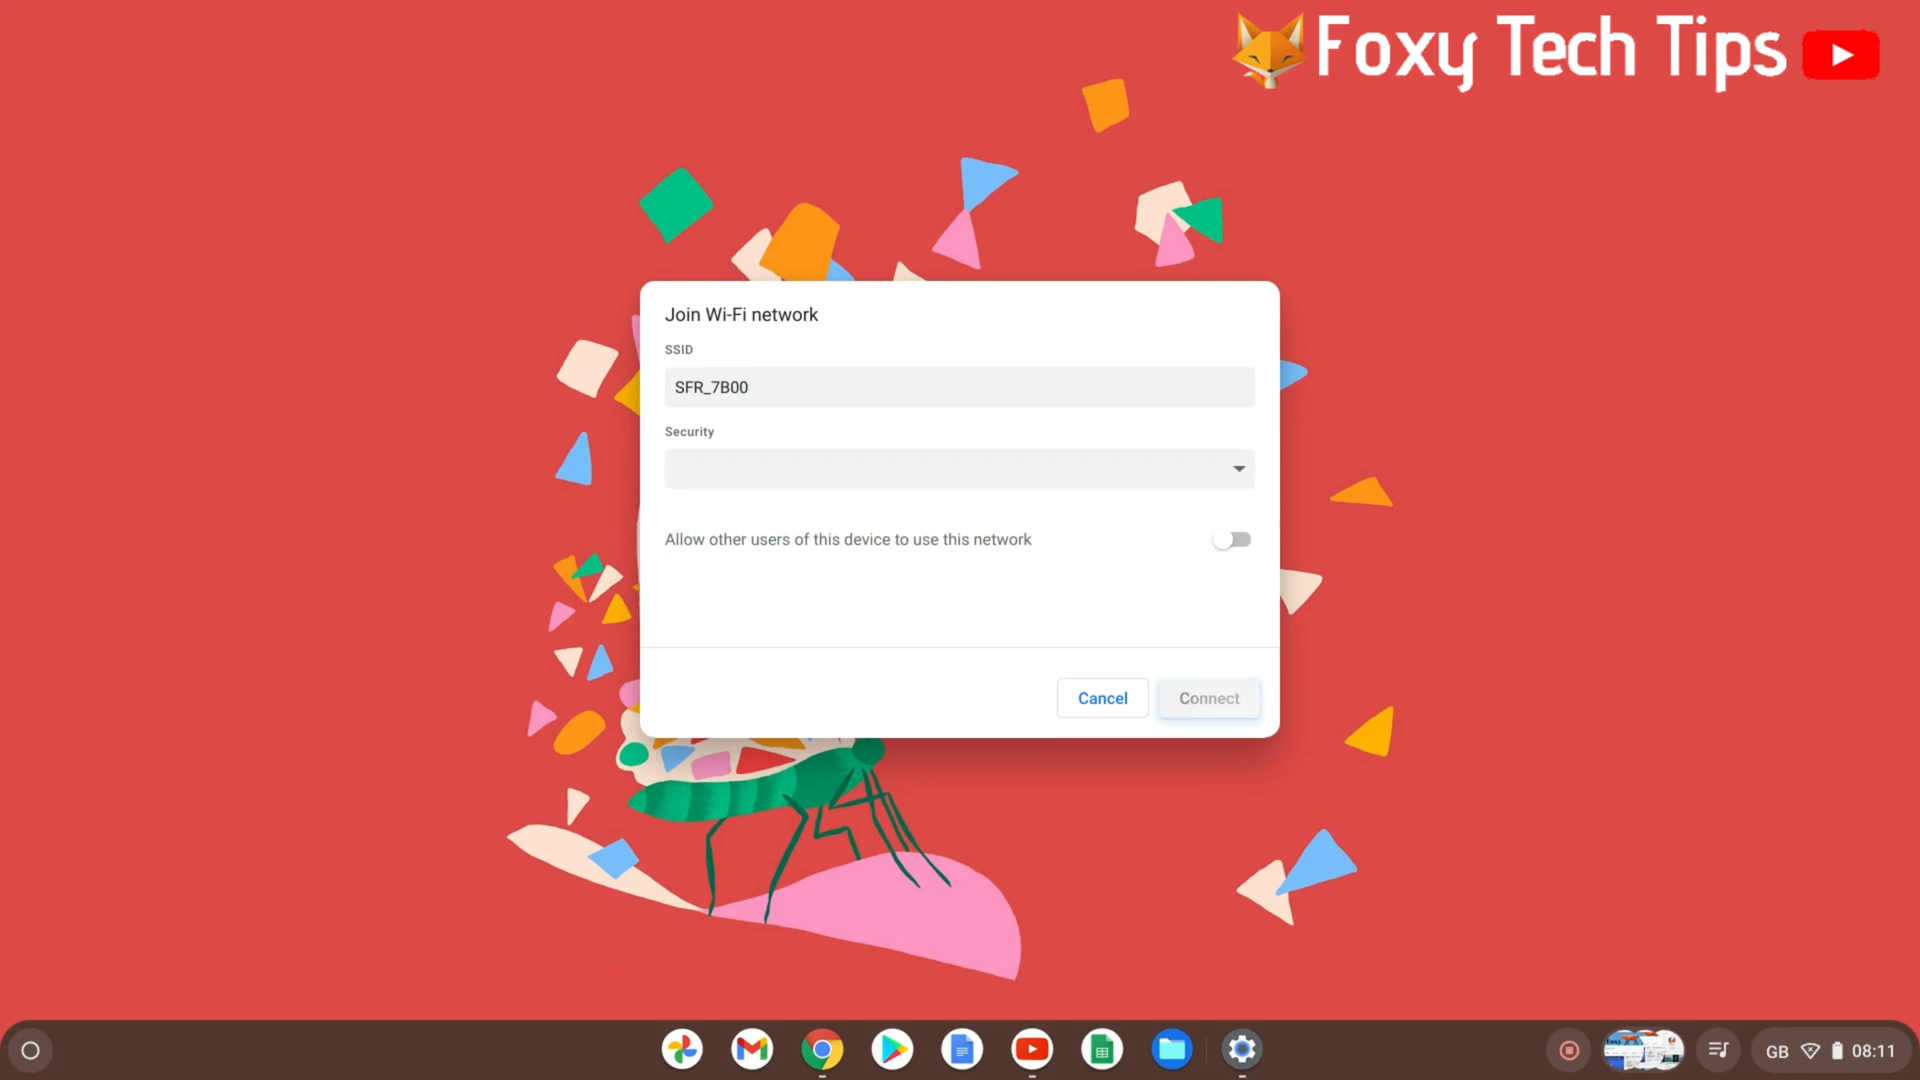 Foxy Tech Tips
Join Wi-Fi network
SSID
SFR_7B00
Security
Allow other users of this device to use this network
Cancel
Connect
GB
08:11